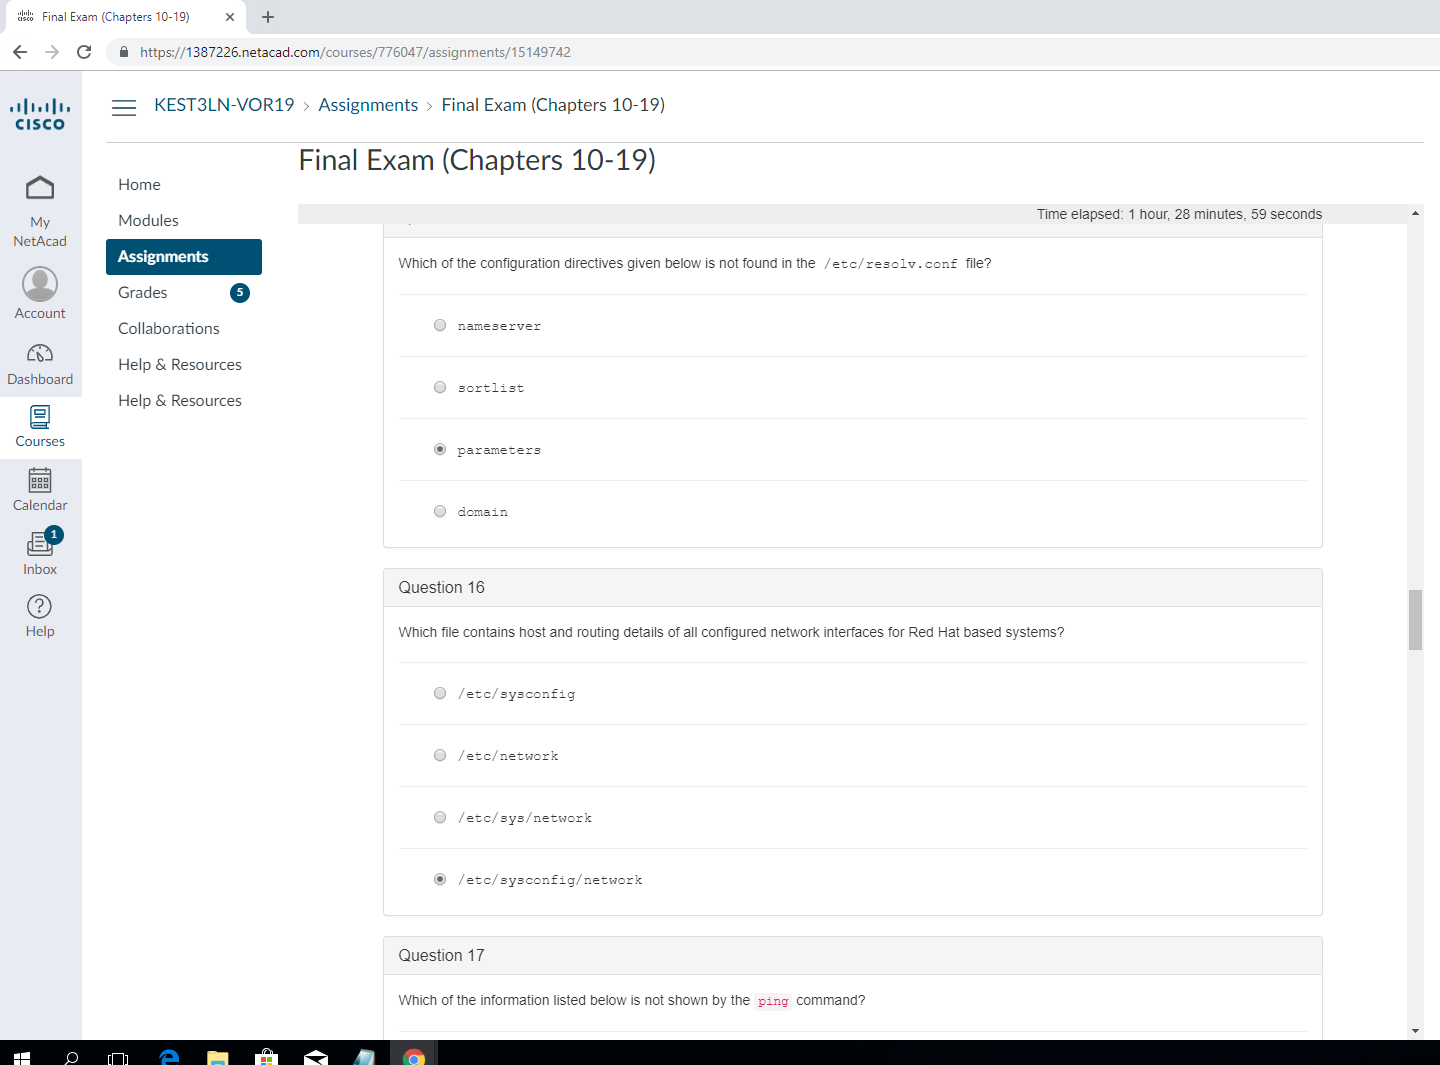 Final Exam (Chapters 10-19)
https://1387226.netacad.com/courses/776047/assignments/15149742
CISCO
KEST3LN-VOR19 > Assignments > Final Exam (Chapters 10-19)
Final Exam (Chapters 10-19)
My
NetAcad
Account
Dashboard
Courses
Calendar
1
Inbox
Help
Home
Modules
Assignments
Grades 5
Collaborations
Help & Resources
Help & Resources
Time elapsed: 1 hour, 28 minutes, 59 seconds
Which of the configuration directives given below is not found in the /etc/resolv.conf file?
nameserver
sortlist
parameters
domain
Question 16
Which file contains host and routing details of all configured network interfaces for Red Hat based systems?
/etc/sysconfig
/etc/network
/etc/sys/network
/etc/sysconfig/network
Question 17
Which of the information listed below is not shown by the ping command?